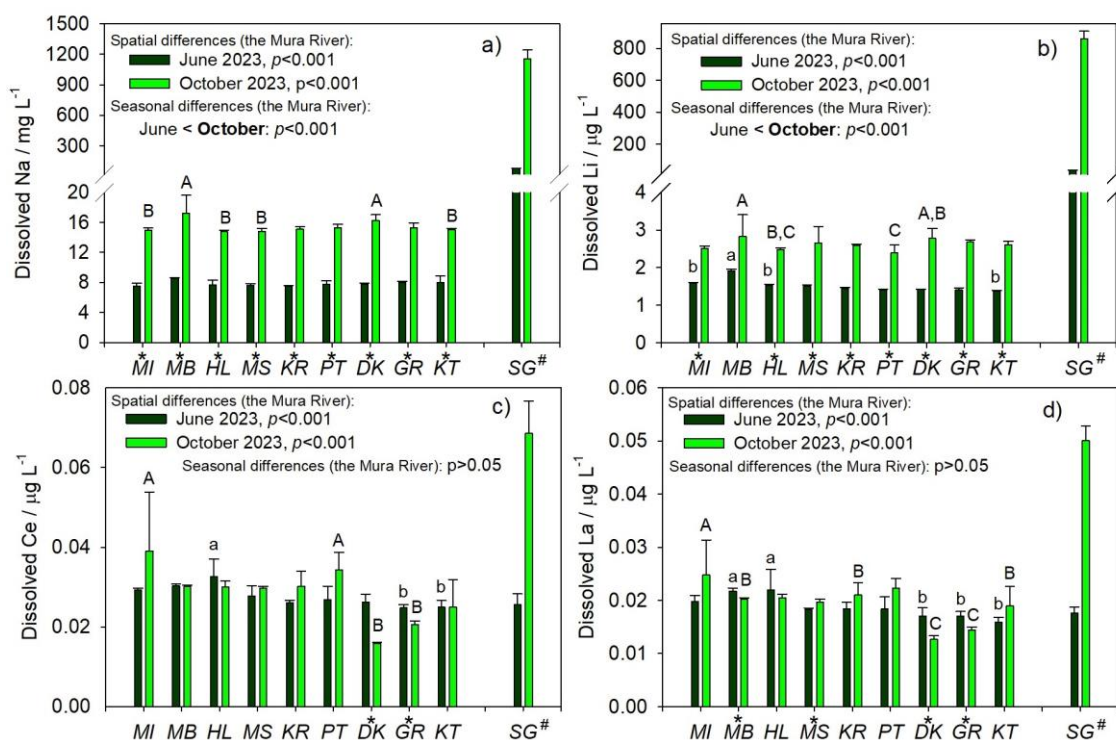 a)
Dissolved Na / mg L⁻¹
1500
1200
900
600
300
20
16
12
8
4
0
Spatial differences (the Mura River):
June 2023, p<0.001
October 2023, p<0.001
Seasonal differences (the Mura River):
June < October: p<0.001
B
A
B
B
A
B
* * * * * * * * *
MI MB HL MS KR PT DK GR KT SG#
b)
Dissolved Li / µg L⁻¹
800
600
400
200
4
3
2
1
0
Spatial differences (the Mura River):
June 2023, p<0.001
October 2023, p<0.001
Seasonal differences (the Mura River):
June < October: p<0.001
b
a
A
b
B,C
C
A,B
b
* * * * * * * *
MI MB HL MS KR PT DK GR KT SG#
c)
Dissolved Ce / µg L⁻¹
0.08
0.06
0.04
0.02
0.00
Spatial differences (the Mura River):
June 2023, p<0.001
October 2023, p<0.001
Seasonal differences (the Mura River): p>0.05
A
a
A
B
b
B
b
* *
MI MB HL MS KR PT DK GR KT SG#
d)
Dissolved La / µg L⁻¹
0.06
0.05
0.04
0.03
0.02
0.01
0.00
Spatial differences (the Mura River):
June 2023, p<0.001
October 2023, p<0.001
Seasonal differences (the Mura River): p>0.05
A
a
B
a
B
b
C
b
C
b
B
* * * *
MI MB HL MS KR PT DK GR KT SG#